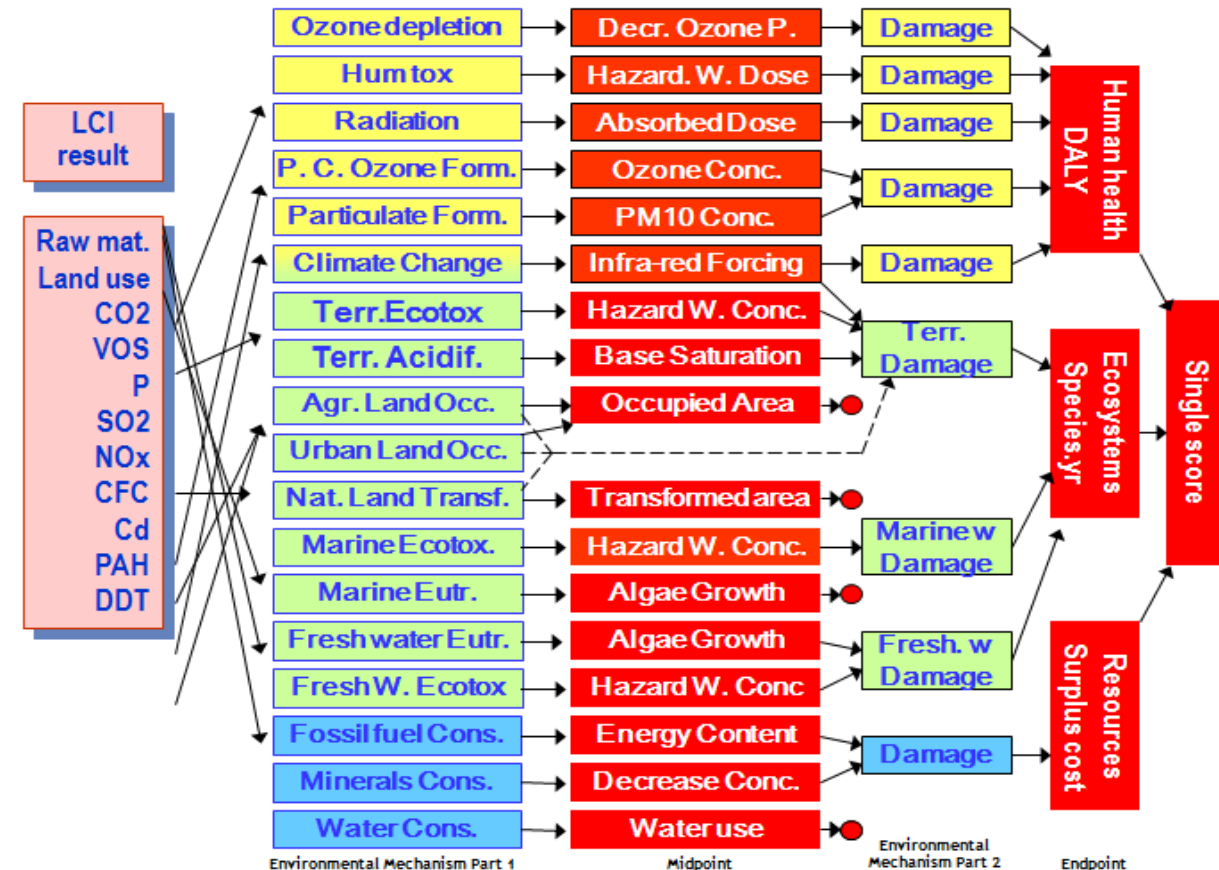 LCI
result
Raw mat.
Land use
CO2
VOS
P
SO2
NOx
CFC
Cd
PAH
DDT
Ozone depletion
Hum tox
Radiation
P. C. Ozone Form.
Particulate Form.
Climate Change
Terr.Ecotox
Terr. Acidif.
Agr. Land Occ.
Urban Land Occ.
Nat. Land Transf.
Marine Ecotox.
Marine Eutr.
Freshwater Eutr.
Fresh W. Ecotox
Fossil fuel Cons.
Minerals Cons.
Water Cons.
Environmental Mechanism Part 1
Decr. Ozone P.
Hazard. W. Dose
Absorbed Dose
Ozone Conc.
PM10 Conc.
Infra-red Forcing
Hazard W. Conc.
Base Saturation
Occupied Area
Transformed area
Hazard W. Conc.
Algae Growth
Algae Growth
Hazard W. Conc
Energy Content
Decrease Conc.
Water use
Midpoint
Damage
Damage
Damage
Damage
Damage
Terr.
Damage
Marine w
Damage
Fresh. w
Damage
Damage
Environmental
Mechanism Part 2
Human health
DALY
Ecosystems
Species.yr
Resources
Surplus cost
Endpoint
Single score